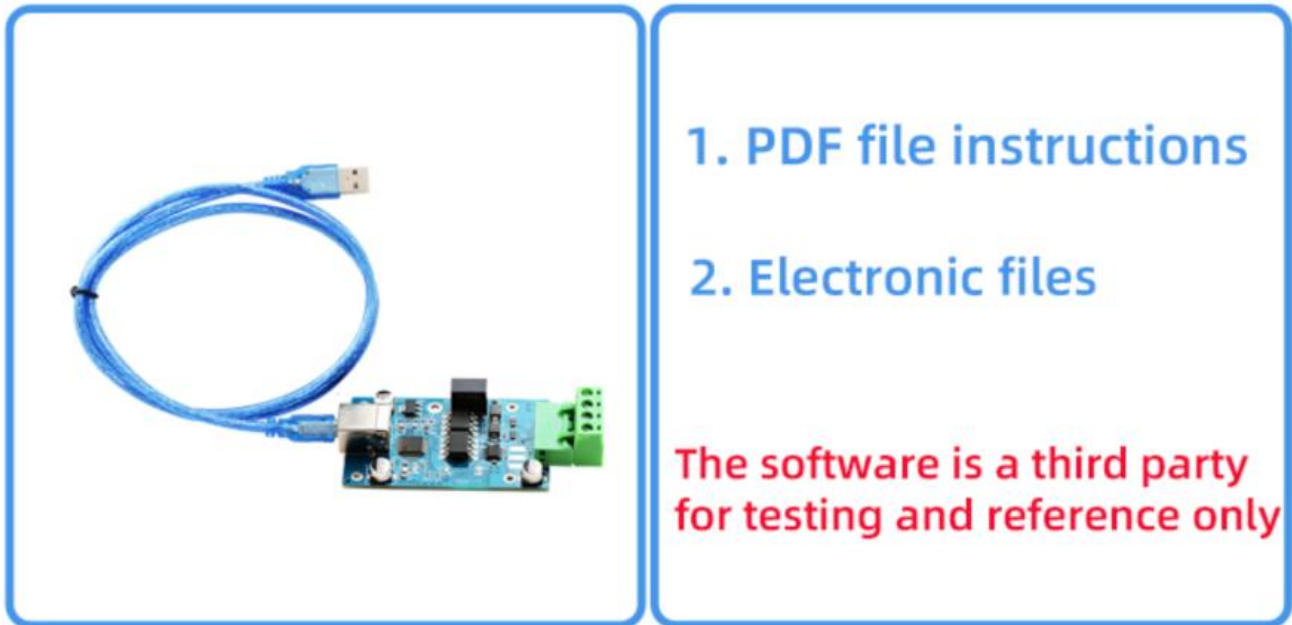 1. PDF file instructions
2. Electronic files
The software is a third party
for testing and reference only